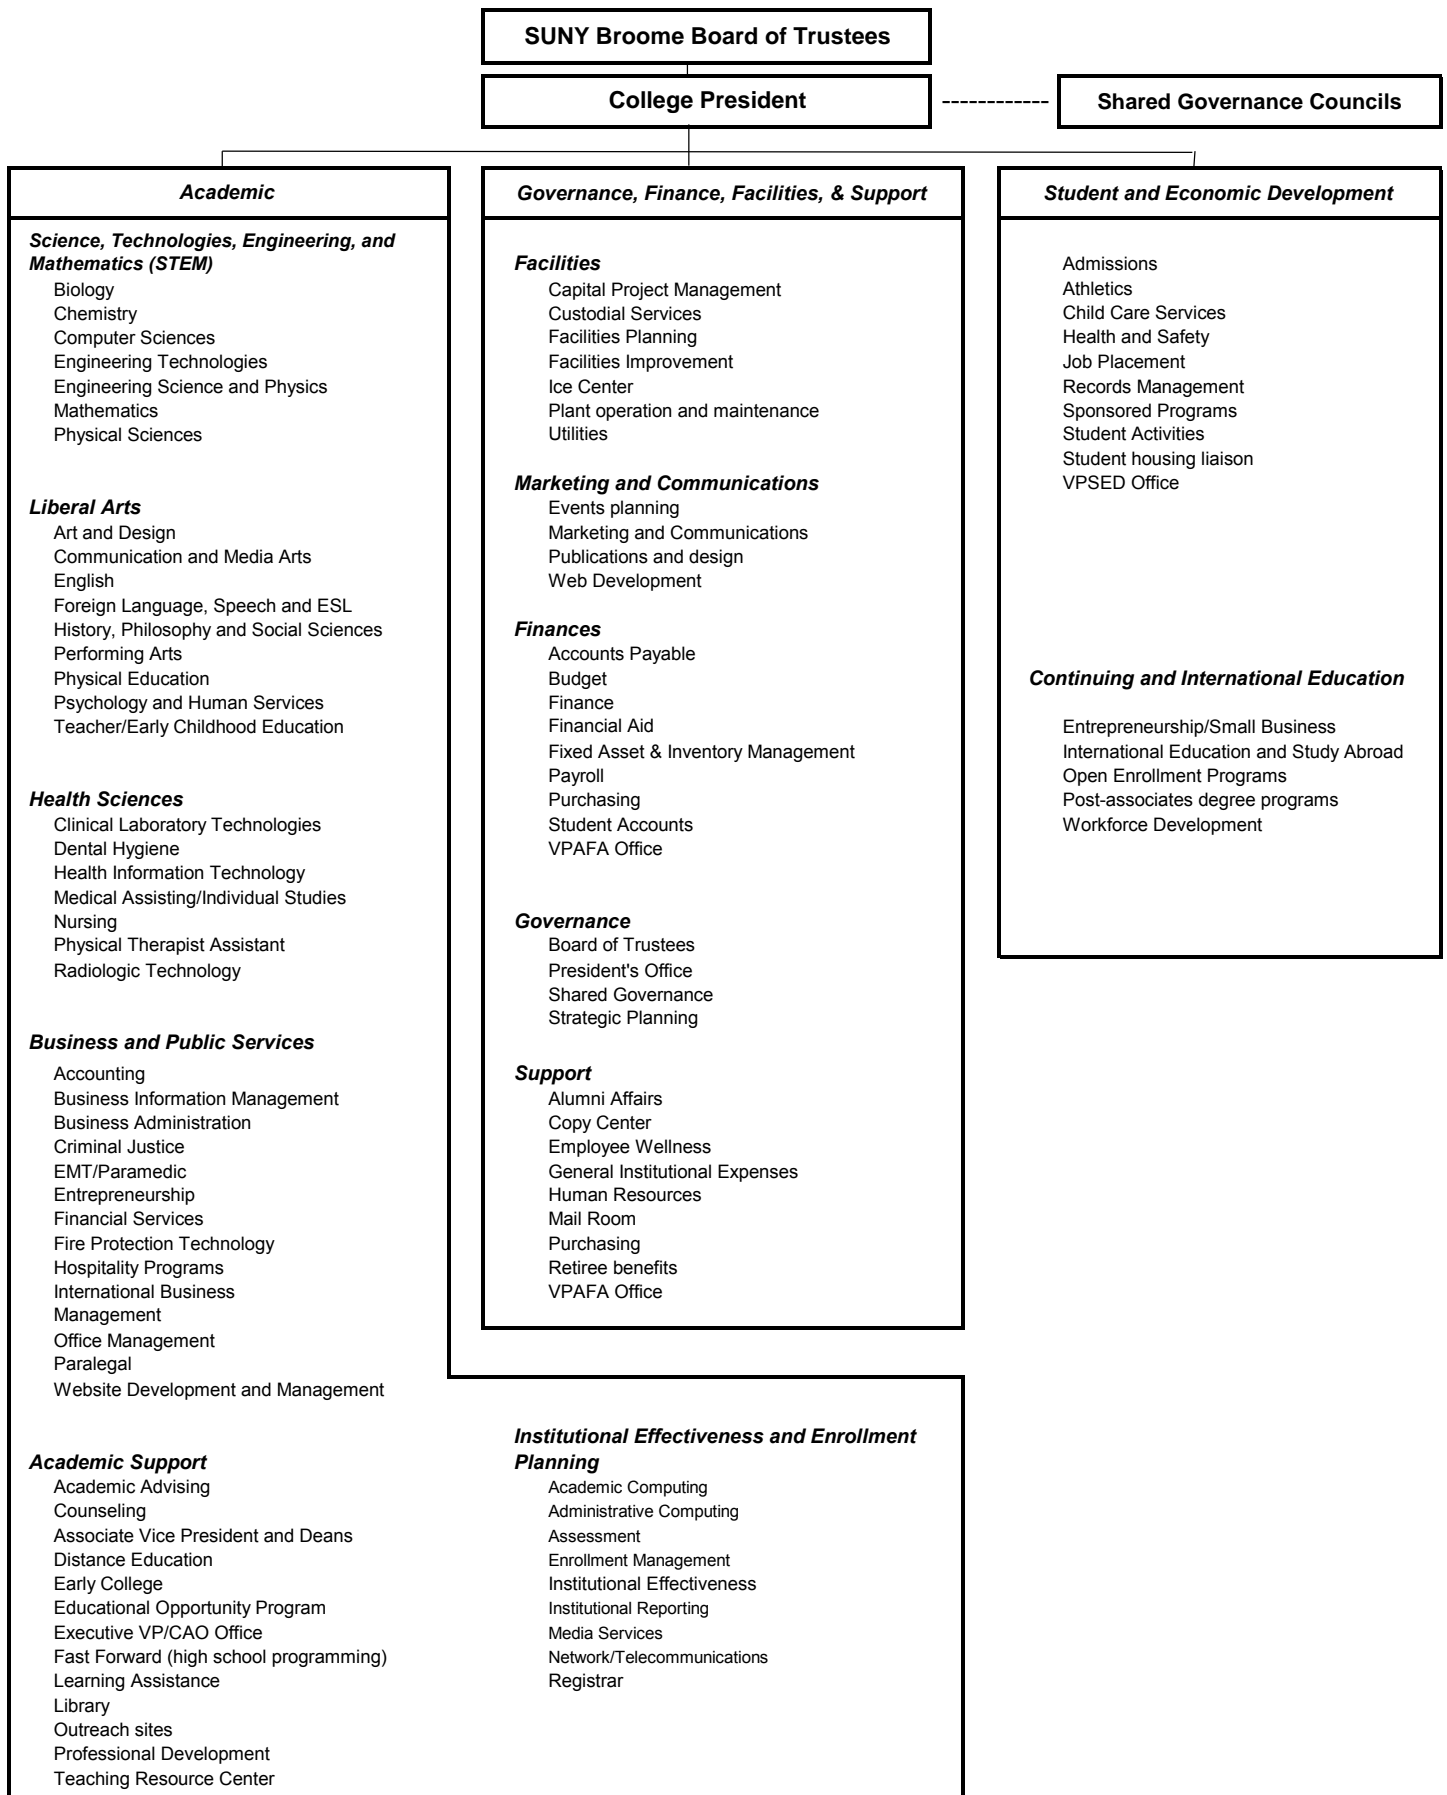 SUNY Broome Board of Trustees
College President
------------
Shared Governance Councils
Academic
Science, Technologies, Engineering, and
Mathematics (STEM)
Biology
Chemistry
Computer Sciences
Engineering Technologies
Engineering Science and Physics
Mathematics
Physical Sciences
Liberal Arts
Art and Design
Communication and Media Arts
English
Foreign Language, Speech and ESL
History, Philosophy and Social Sciences
Performing Arts
Physical Education
Psychology and Human Services
Teacher/Early Childhood Education
Health Sciences
Clinical Laboratory Technologies
Dental Hygiene
Health Information Technology
Medical Assisting/Individual Studies
Nursing
Physical Therapist Assistant
Radiologic Technology
Business and Public Services
Accounting
Business Information Management
Business Administration
Criminal Justice
EMT/Paramedic
Entrepreneurship
Financial Services
Fire Protection Technology
Hospitality Programs
International Business
Management
Office Management
Paralegal
Website Development and Management
Academic Support
Academic Advising
Counseling
Associate Vice President and Deans
Distance Education
Early College
Educational Opportunity Program
Executive VP/CAO Office
Fast Forward (high school programming)
Learning Assistance
Library
Outreach sites
Professional Development
Teaching Resource Center
Institutional Effectiveness and Enrollment
Planning
Academic Computing
Administrative Computing
Assessment
Enrollment Management
Institutional Effectiveness
Institutional Reporting
Media Services
Network/Telecommunications
Registrar
Governance, Finance, Facilities, & Support
Facilities
Capital Project Management
Custodial Services
Facilities Planning
Facilities Improvement
Ice Center
Plant operation and maintenance
Utilities
Marketing and Communications
Events planning
Marketing and Communications
Publications and design
Web Development
Finances
Accounts Payable
Budget
Finance
Financial Aid
Fixed Asset & Inventory Management
Payroll
Purchasing
Student Accounts
VPAFA Office
Governance
Board of Trustees
President's Office
Shared Governance
Strategic Planning
Support
Alumni Affairs
Copy Center
Employee Wellness
General Institutional Expenses
Human Resources
Mail Room
Purchasing
Retiree benefits
VPAFA Office
Student and Economic Development
Admissions
Athletics
Child Care Services
Health and Safety
Job Placement
Records Management
Sponsored Programs
Student Activities
Student housing liaison
VPSED Office
Continuing and International Education
Entrepreneurship/Small Business
International Education and Study Abroad
Open Enrollment Programs
Post-associates degree programs
Workforce Development